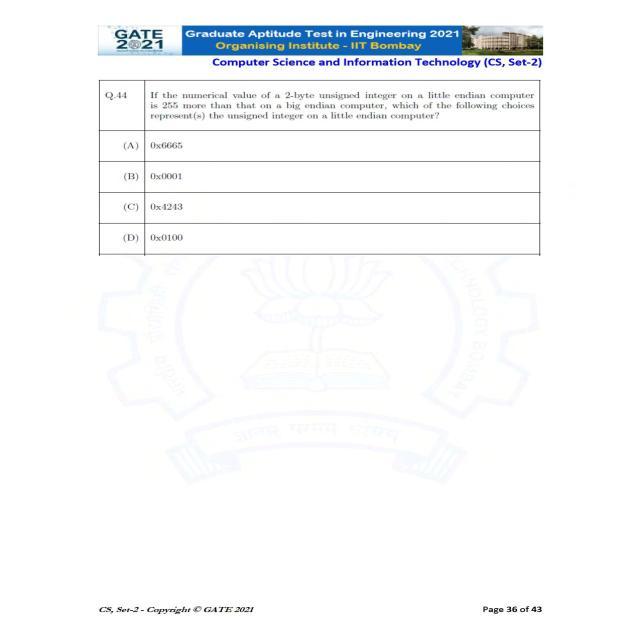 GATE
2021
Graduate Aptitude Test in Engineering 2021
Organising Institute - IIT Bombay
Computer Science and Information Technology (CS, Set-2)
Q.44
If the numerical value of a 2-byte unsigned integer on a little endian computer
is 255 more than that on a big endian computer, which of the following choices
represent(s) the unsigned integer on a little endian computer?
(A) 0x6665
(B) 0x0001
(C) 0x4243
(D) 0x0100
CS, Set-2 - Copyright © GATE 2021
Page 36 of 43